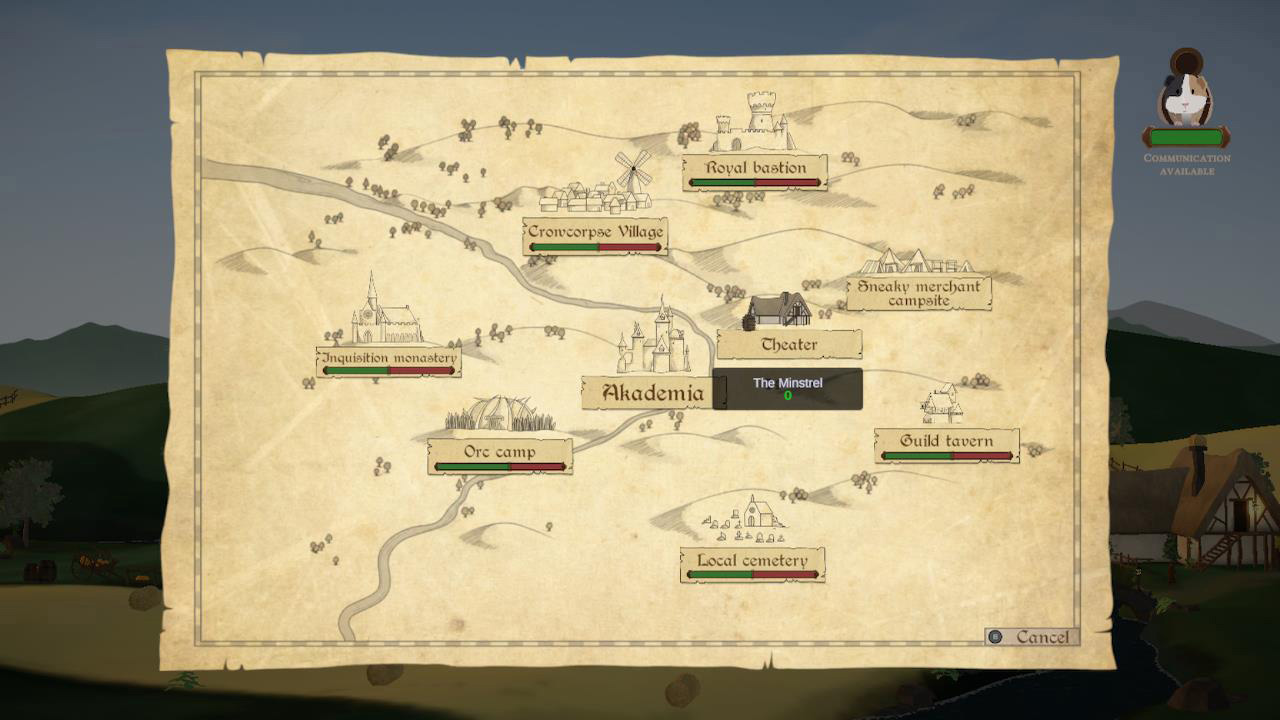 Royal bastion
COMMUNICATION
AVAILABLE
Crowcorpse Village
Sneaky merchant
campsite
Theater
Inquisition monastery
Akademia
The Minstrel
0
Orc camp
Guild tavern
Local cemetery
Cancel